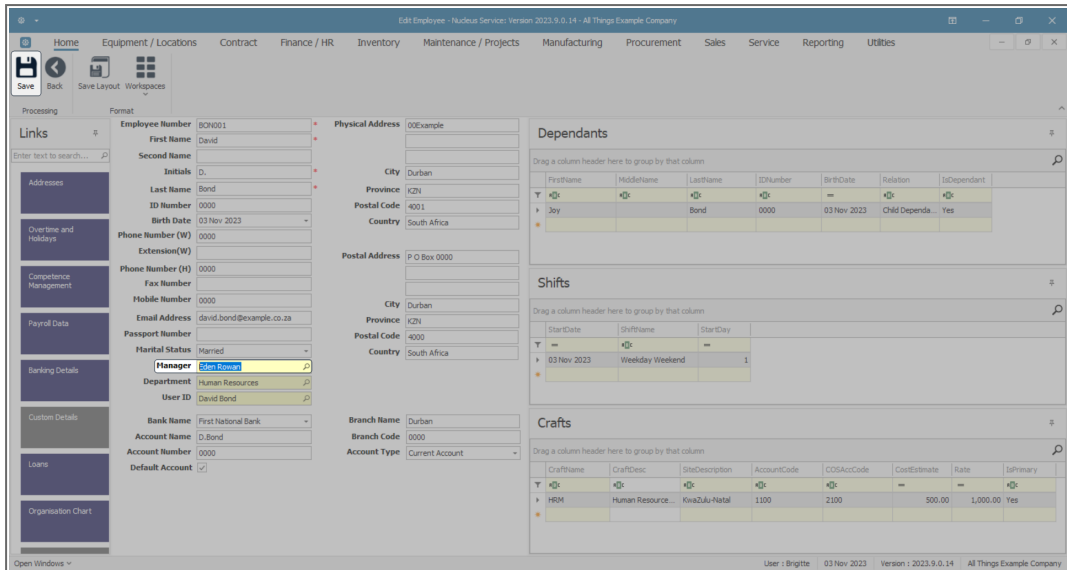 Edit Employee - Nucleus Service: Version 2023.9.0.14 - All Things Example Company
Home Equipment / Locations Contract Finance / HR Inventory Maintenance / Projects Manufacturing Procurement Sales Service Reporting Utilities
Save Back Save Layout Workspaces
Processing Format
Links
Enter text to search...
Addresses
Overtime and
Holidays
Competence
Management
Payroll Data
Banking Details
Custom Details
Loans
Organisation Chart
Employee Number BON001 *
First Name David *
Second Name
Initials D. *
Last Name Bond *
ID Number 0000
Birth Date 03 Nov 2023
Phone Number (W) 0000
Extension(W)
Phone Number (H) 0000
Fax Number
Mobile Number 0000
Email Address david.bond@example.co.za
Passport Number
Marital Status Married
Manager Eden Rowan
Department Human Resources
User ID David Bond
Bank Name First National Bank
Account Name D.Bond
Account Number 0000
Default Account
Physical Address 00Example
City Durban
Province KZN
Postal Code 4001
Country South Africa
Postal Address P O Box 0000
City Durban
Province KZN
Postal Code 4000
Country South Africa
Branch Name Durban
Branch Code 0000
Account Type Current Account
Dependants
Drag a column header here to group by that column
FirstName MiddleName LastName IDNumber BirthDate Relation IsDependant
Joy Bond 0000 03 Nov 2023 Child Dependa... Yes
Shifts
Drag a column header here to group by that column
StartDate ShiftName StartDay
03 Nov 2023 Weekday Weekend 1
Crafts
Drag a column header here to group by that column
CraftName CraftDesc SiteDescription AccountCode COSAccCode CostEstimate Rate IsPrimary
HRM Human Resource... KwaZulu-Natal 1100 2100 500.00 1,000.00 Yes
Open Windows User : Brigitte 03 Nov 2023 Version : 2023.9.0.14 All Things Example Company